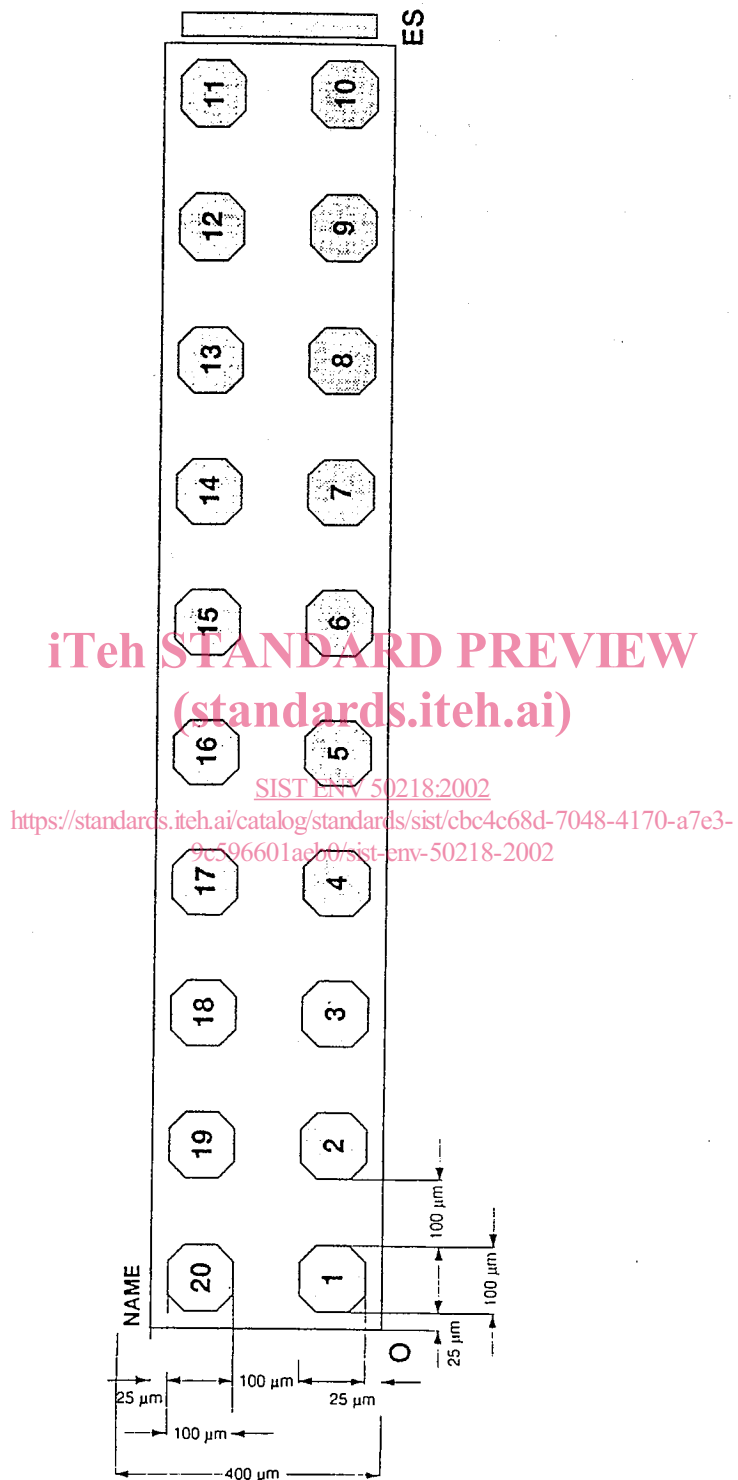 ES
11
10
12
9
13
8
14
7
15
6
iTeh STANDARD PREVIEW
(standards.iteh.ai)
16
5
SIST ENV 50218:2002
https://standards.iteh.ai/catalog/standards/sist/cbc4c68d-7048-4170-a7e3-
9c596601aeb0/sist-env-50218-2002
17
4
18
3
19
2
100 µm
NAME
20
1
100 µm
O
25 µm
25 µm
100 µm
25 µm
100 µm
400 µm